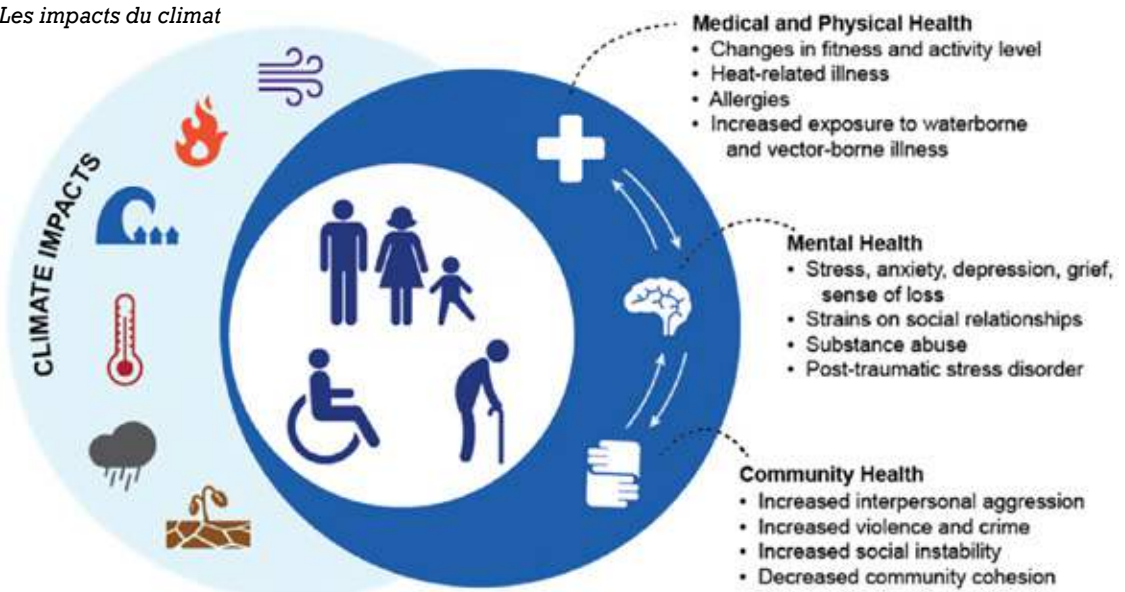 Les impacts du climat
CLIMATE IMPACTS
Medical and Physical Health
• Changes in fitness and activity level
• Heat-related illness
• Allergies
• Increased exposure to waterborne
and vector-borne illness
Mental Health
• Stress, anxiety, depression, grief,
sense of loss
• Strains on social relationships
• Substance abuse
• Post-traumatic stress disorder
Community Health
• Increased interpersonal aggression
• Increased violence and crime
• Increased social instability
• Decreased community cohesion